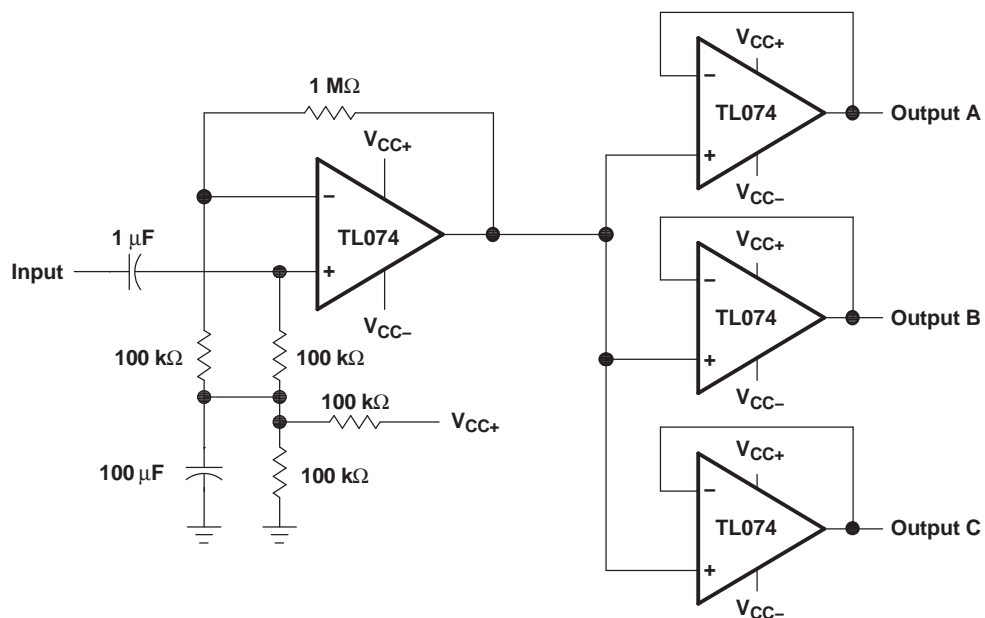 1 MΩ
VCC+
TL074
VCC–
1 µF
Input
100 kΩ
100 kΩ
100 kΩ
VCC+
100 µF
100 kΩ
VCC+
–
TL074
+
VCC–
Output A
VCC+
–
TL074
+
VCC–
Output B
VCC+
–
TL074
+
VCC–
Output C
–
+